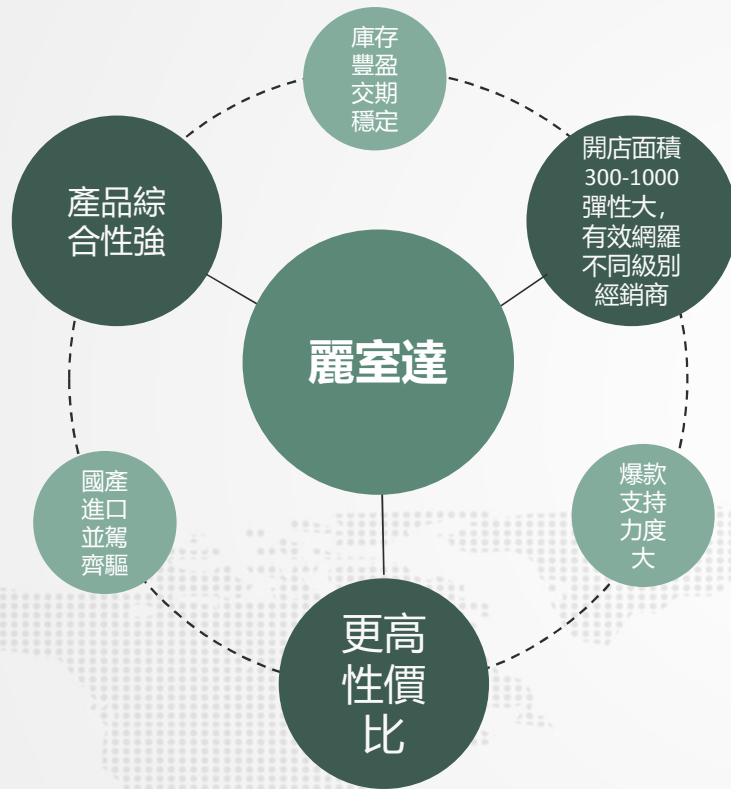 庫存
豐盈
交期
穩定
產品綜
合性強
開店面積
300-1000
彈性大，
有效網羅
不同級別
經銷商
麗室達
國產
進口
並駕
齊驅
爆款
支持
力度
大
更高
性價
比